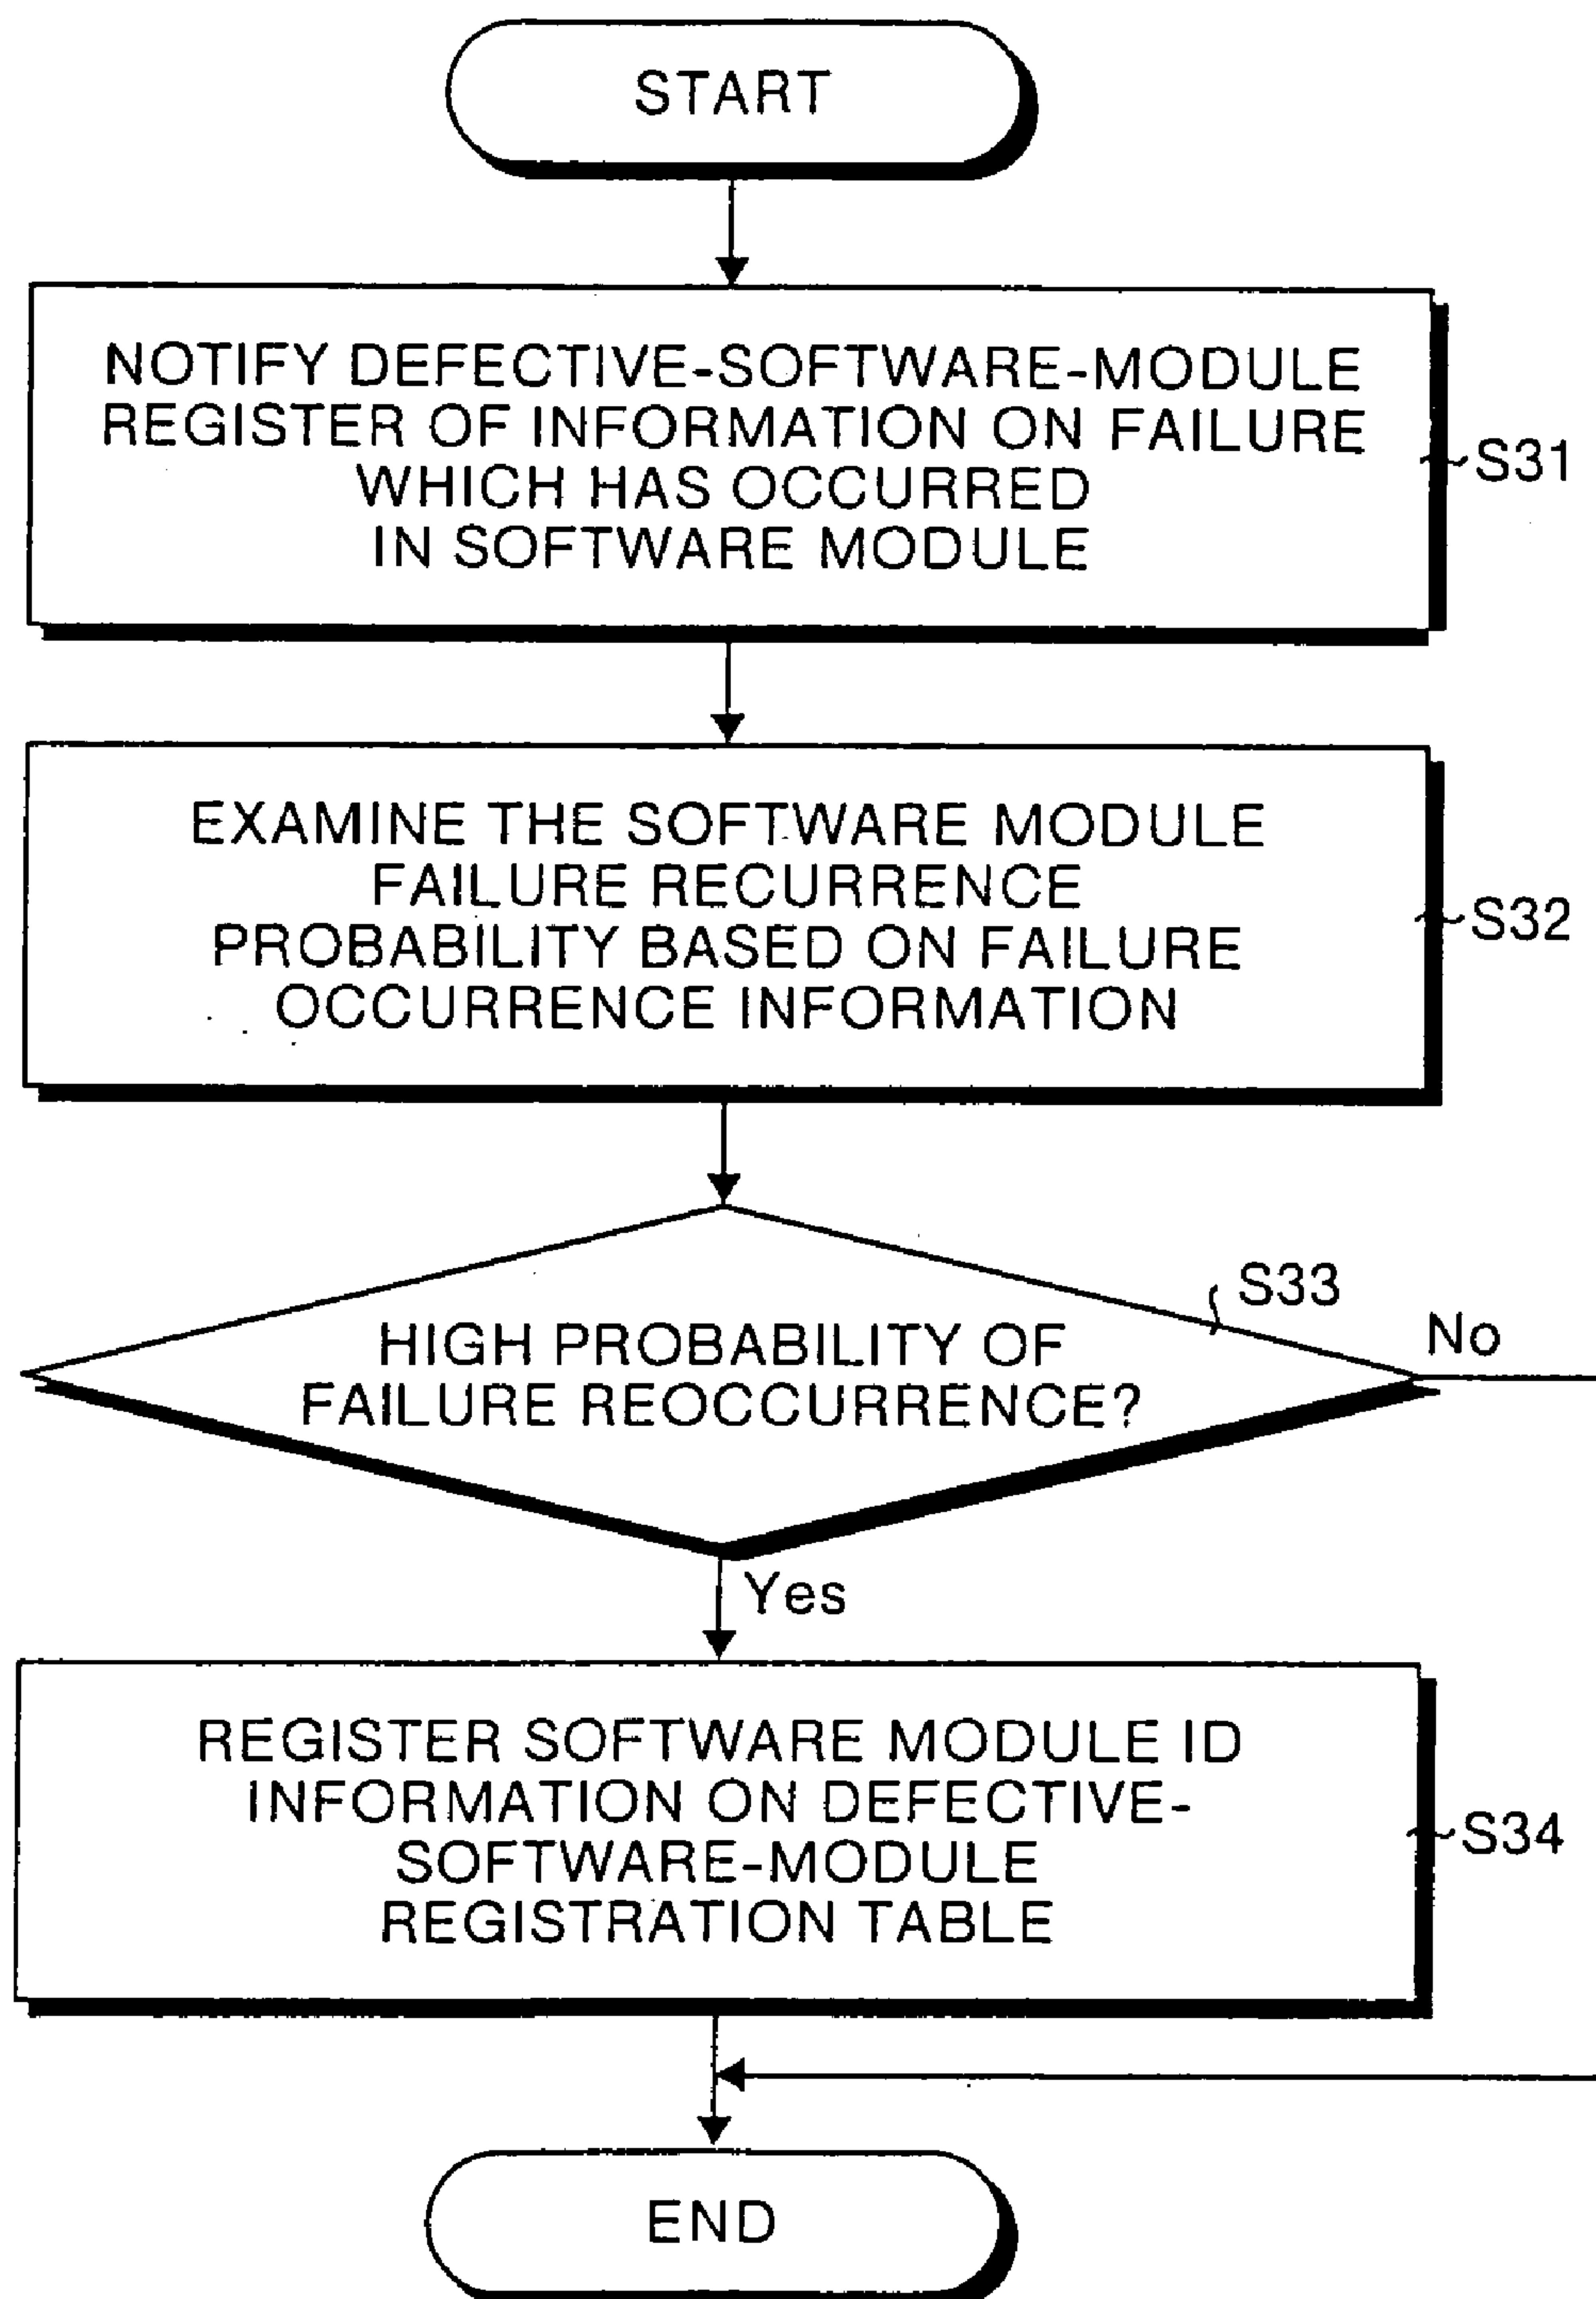 START
NOTIFY DEFECTIVE-SOFTWARE-MODULE
REGISTER OF INFORMATION ON FAILURE
WHICH HAS OCCURRED
IN SOFTWARE MODULE
S31
EXAMINE THE SOFTWARE MODULE
FAILURE RECURRENCE
PROBABILITY BASED ON FAILURE
OCCURRENCE INFORMATION
S32
S33
HIGH PROBABILITY OF
FAILURE REOCCURRENCE?
No
Yes
REGISTER SOFTWARE MODULE ID
INFORMATION ON DEFECTIVE-
SOFTWARE-MODULE
REGISTRATION TABLE
S34
END